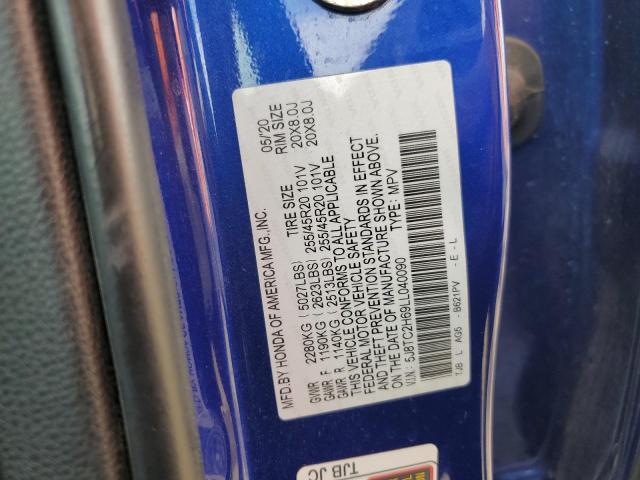 MFD.BY HONDA OF AMERICA MFG.,INC. 05/20
TIRE SIZE RIM SIZE
GVWR 2280KG (5027LBS)
GAWR F 1190KG (2623LBS) 255/45R20 101V 20X8.0J
GAWR R 1140KG (2513LBS) 255/45R20 101V 20X8.0J
THIS VEHICLE CONFORMS TO ALL APPLICABLE
FEDERAL MOTOR VEHICLE SAFETY
AND THEFT PREVENTION STANDARDS IN EFFECT
ON THE DATE OF MANUFACTURE SHOWN ABOVE.
V.I.N.: 5J8TC2H69LL040090 TYPE: MPV
TJB L AG5 - B621PV - E - L
TJB JC